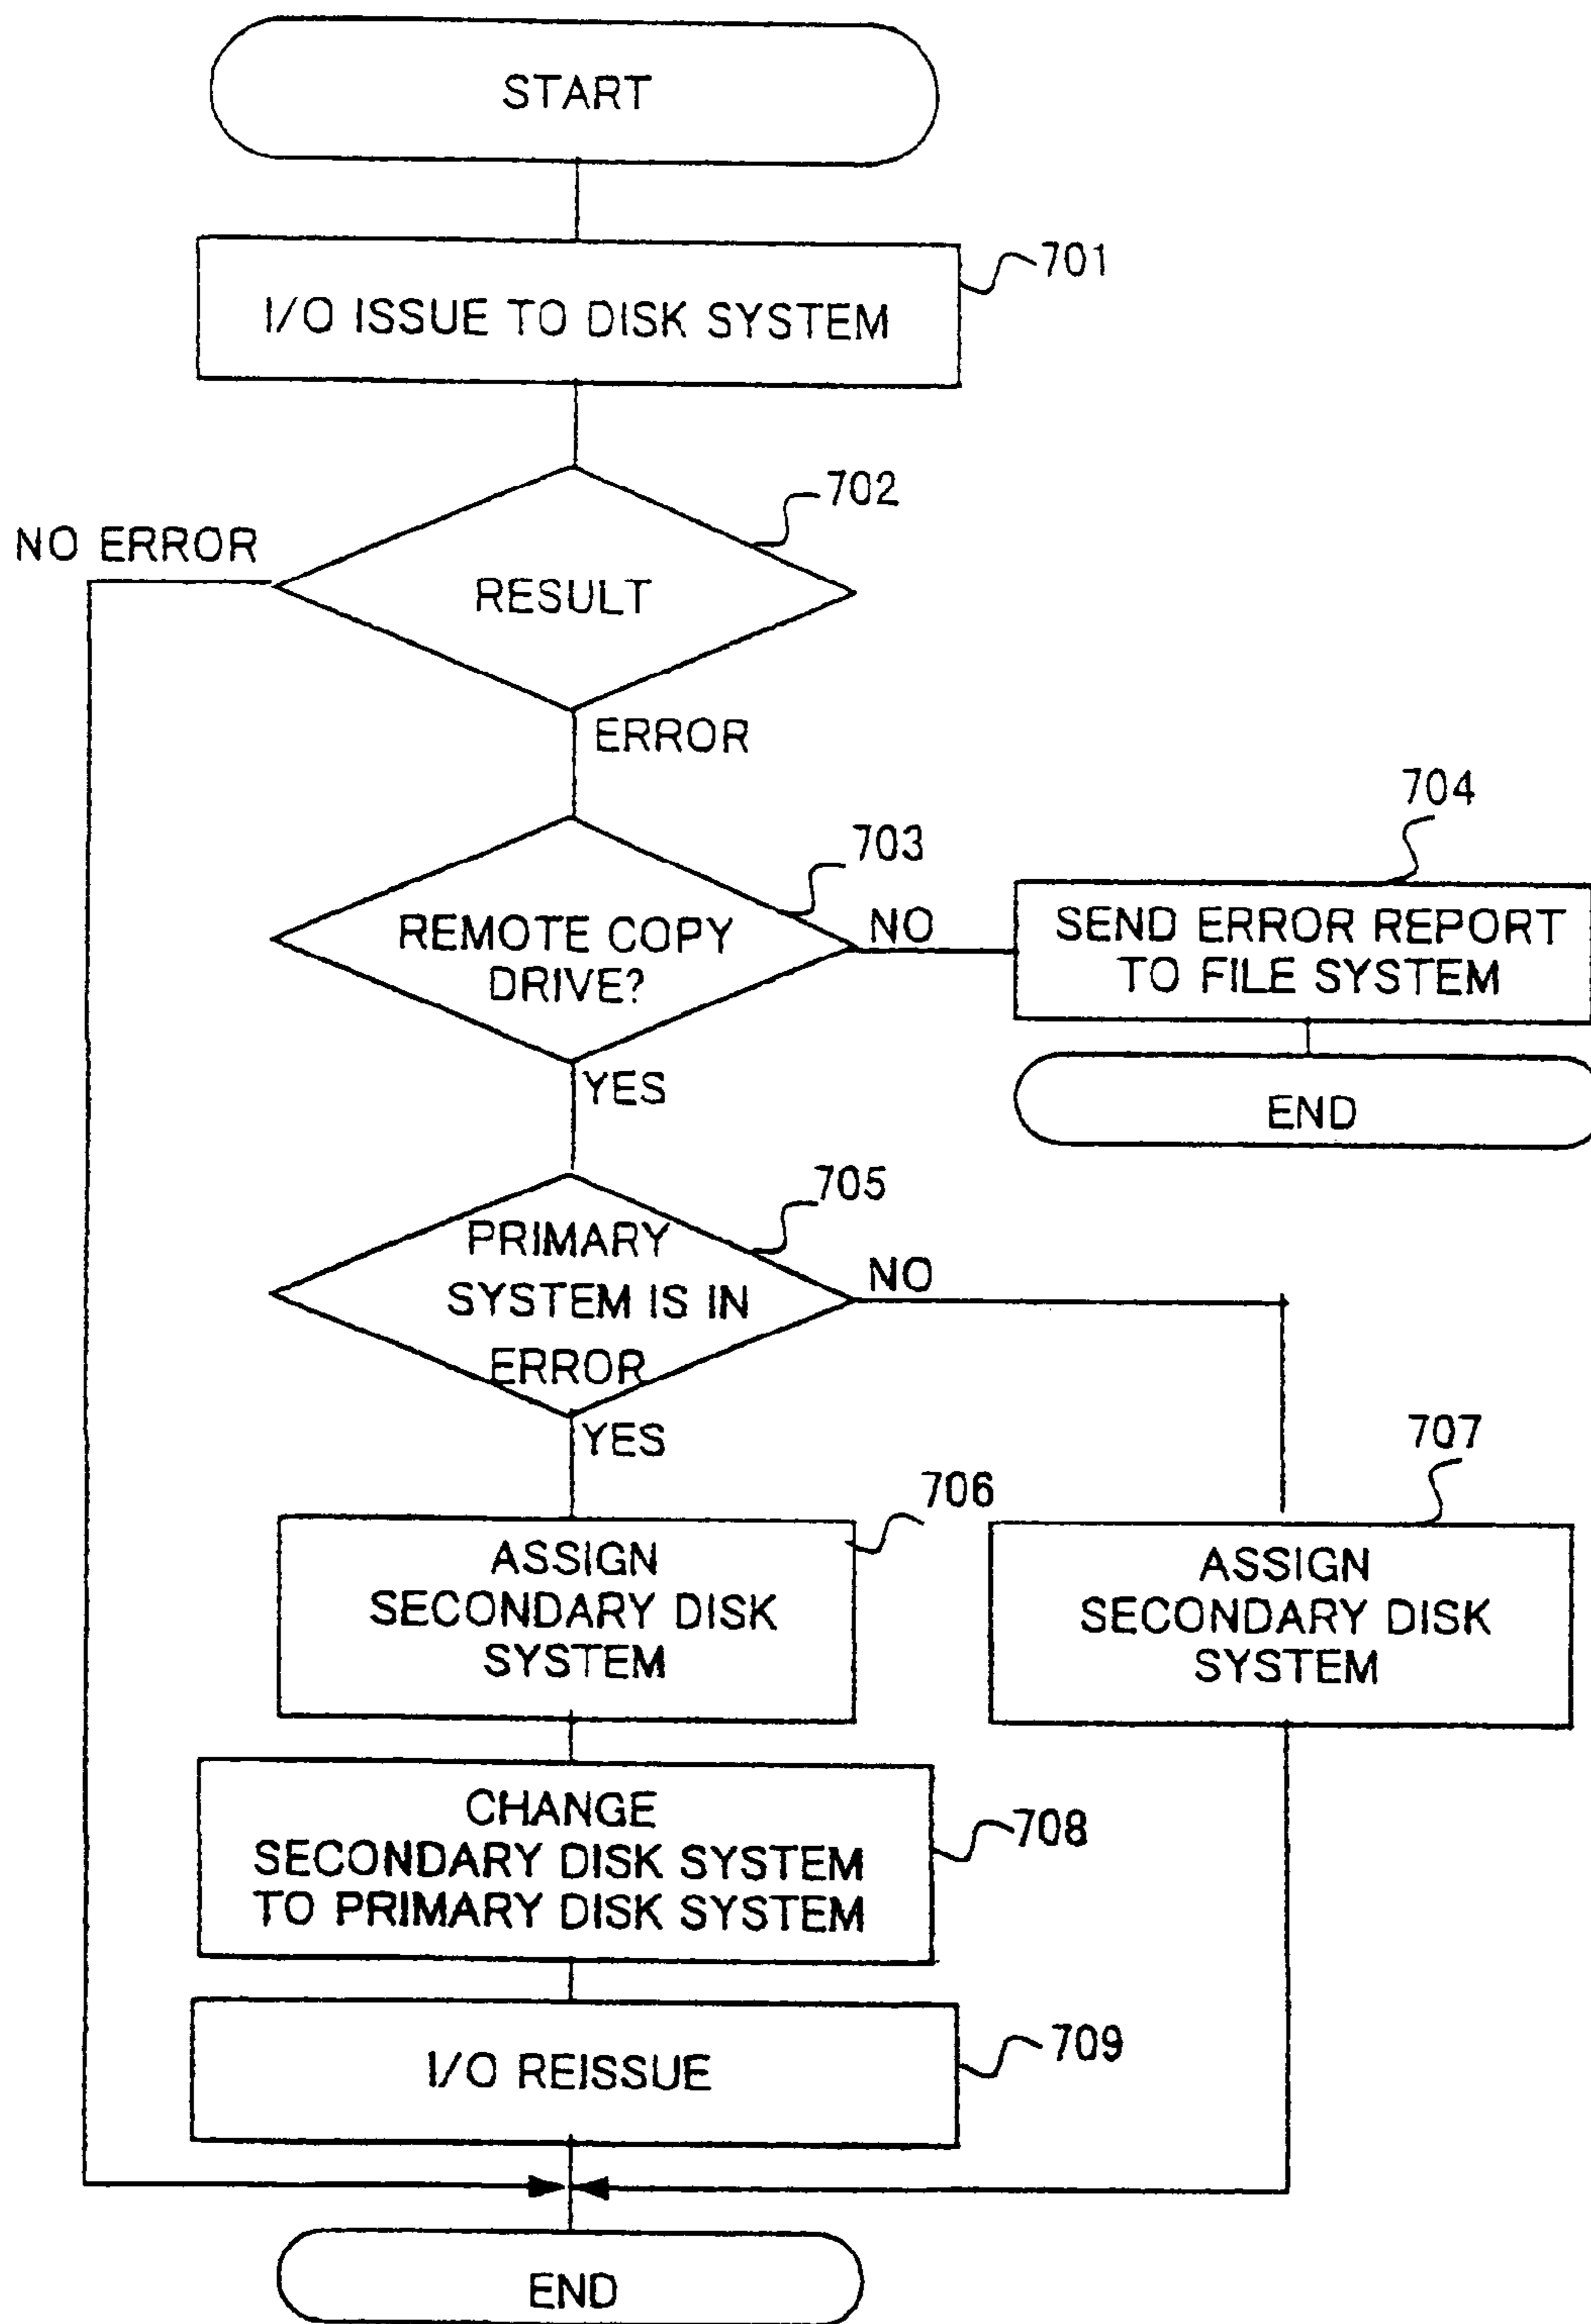 START
I/O ISSUE TO DISK SYSTEM
701
702
NO ERROR
RESULT
ERROR
703
REMOTE COPY
DRIVE?
NO
704
SEND ERROR REPORT
TO FILE SYSTEM
END
YES
705
PRIMARY
SYSTEM IS IN
ERROR
NO
YES
706
ASSIGN
SECONDARY DISK
SYSTEM
707
ASSIGN
SECONDARY DISK
SYSTEM
CHANGE
SECONDARY DISK SYSTEM
TO PRIMARY DISK SYSTEM
708
I/O REISSUE
709
END